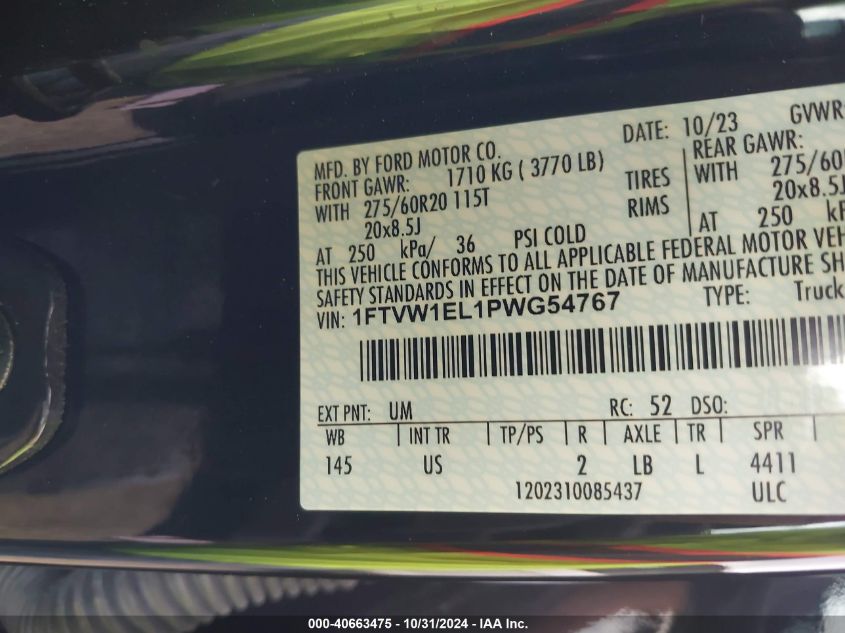 DATE: 10/23 GVWR:
MFD. BY FORD MOTOR CO.
FRONT GAWR: 1710 KG ( 3770 LB) REAR GAWR:
WITH 275/60R20 115T TIRES WITH 275/60R
20x8.5J RIMS 20x8.5J
AT 250 kPa/ 36 PSI COLD AT 250 kP
THIS VEHICLE CONFORMS TO ALL APPLICABLE FEDERAL MOTOR VEH
SAFETY STANDARDS IN EFFECT ON THE DATE OF MANUFACTURE SH
VIN: 1FTVW1EL1PWG54767 TYPE: Truck
EXT PNT: UM RC: 52 DSO:
WB INT TR TP/PS R AXLE TR SPR
145 US 2 LB L 4411
1202310085437 ULC
000-40663475 - 10/31/2024 - IAA Inc.